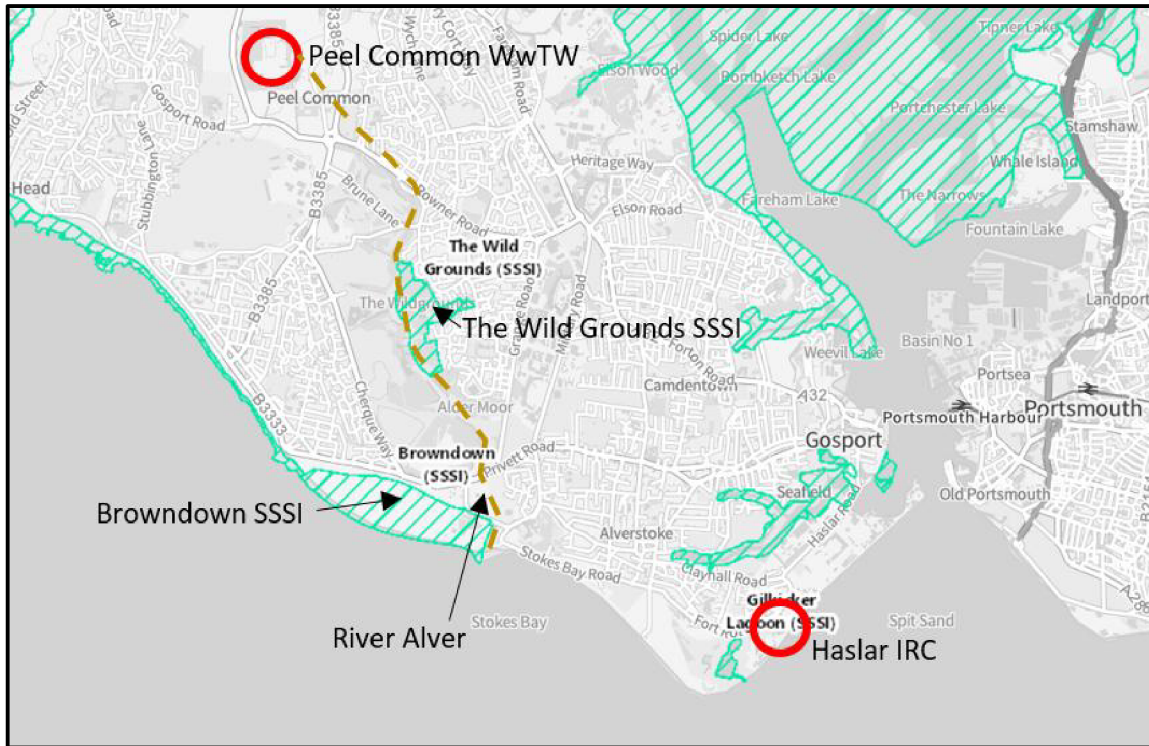 Tipner Lake
Spider Lake
Peel Common WwTW
Elson Wood
Bombketch Lake
Peel Common
Portchester Lake
Gosport Road
B3385
Stamshaw
Whale Island
Heritage Way
Stubbington Lane
Head
B3385
Brune Lane
The Narrows
Fareham Lake
Rowner Road
Elson Road
Fountain Lake
The Wild
Grounds (SSSI)
The Wildgrounds
Landport
The Wild Grounds SSSI
Basin No 1
Military Road
Forton Road
Weevil Lake
B3385
Portsea
Camdentown
A32
Cherque Way
Alder Moor
Portsmouth Harbour
Portsmouth
B3333
Gosport
Browndown
(SSSI)
Privett Road
Seafield
Old Portsmouth
Browndown SSSI
Haslar Road
Alverstoke
Stokes Bay Road
Clayhall Road
Gilkicker
Lagoon (SSSI)
Spit Sand
Stokes Bay
River Alver
Haslar IRC